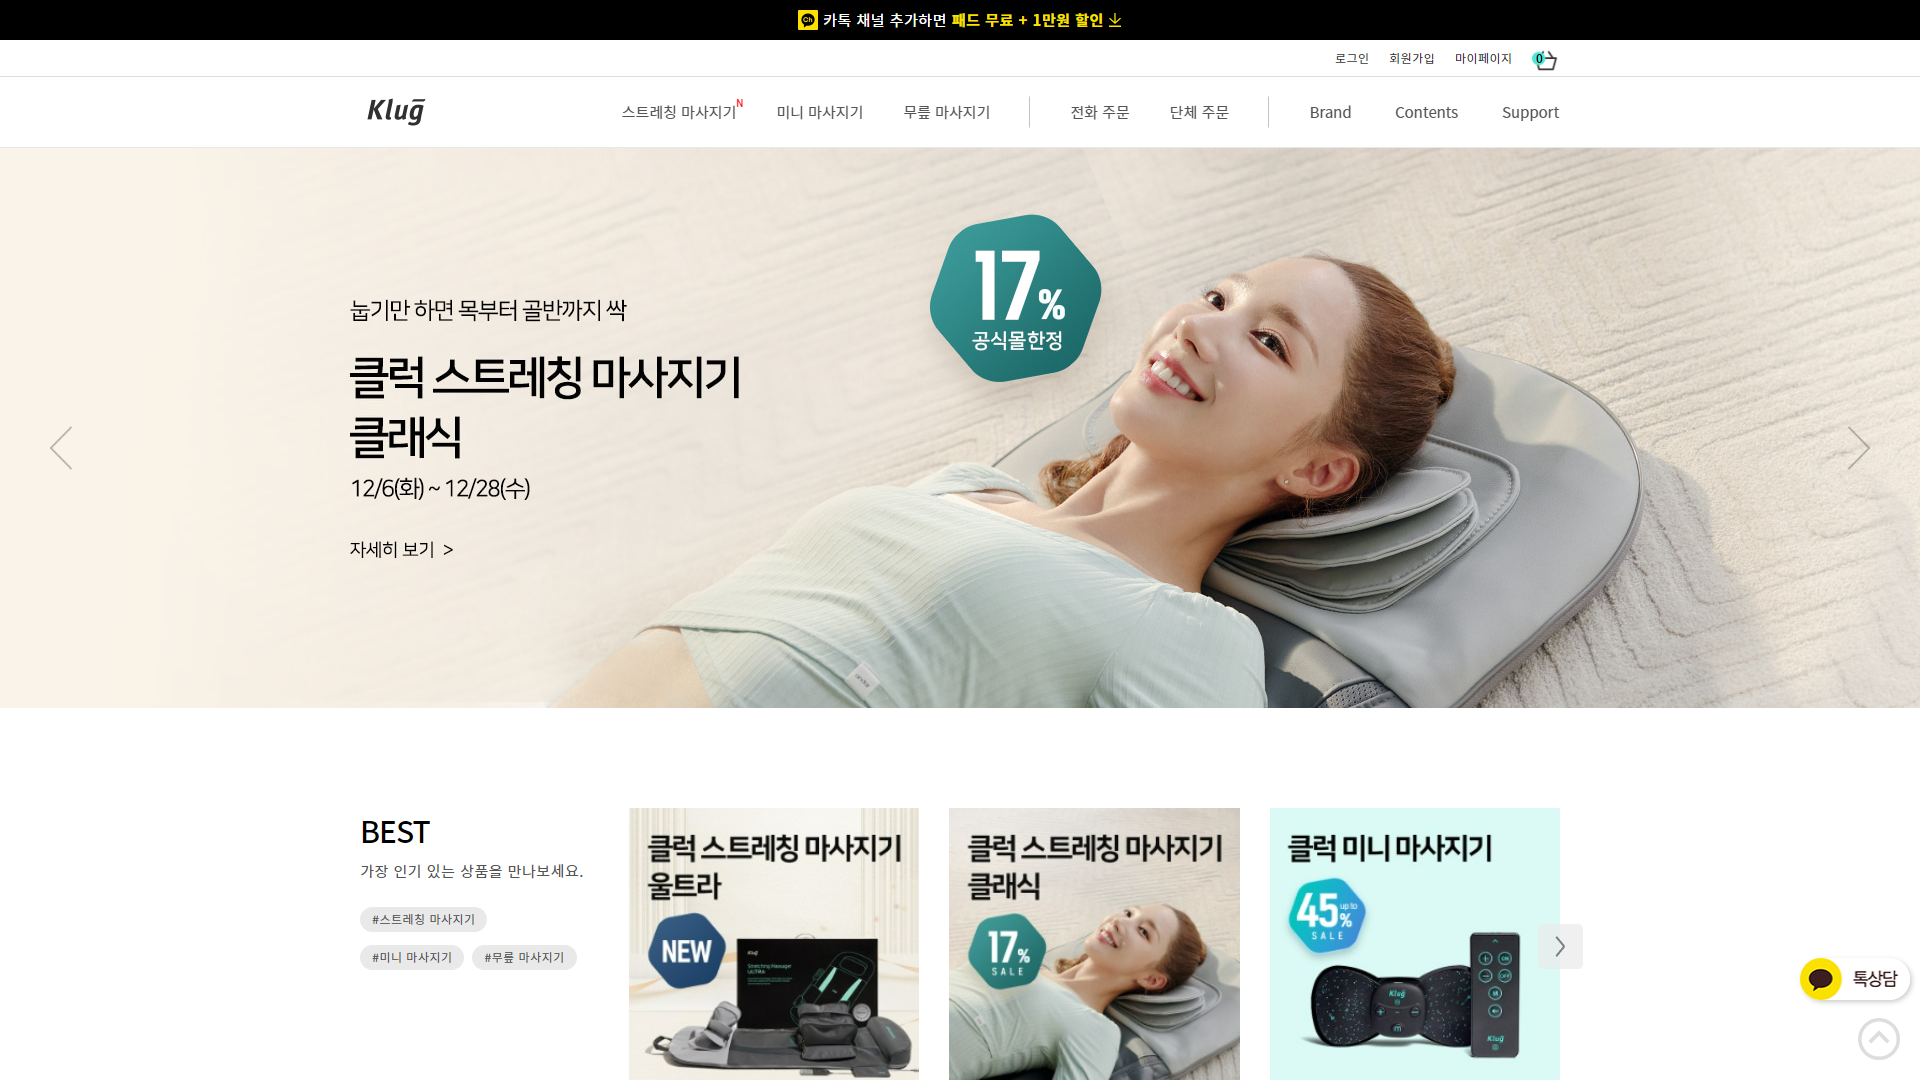 카톡 채널 추가하면 패드 무료 + 1만원 할인
로그인 회원가입 마이페이지 0
Klug
스트레칭 마사지기 N 미니 마사지기 무릎 마사지기 전화 주문 단체 주문 Brand Contents Support
17%
공식몰한정
눕기만 하면 목부터 골반까지 싹
클럭 스트레칭 마사지기
클래식
12/6(화) ~ 12/28(수)
자세히 보기 >
BEST
가장 인기 있는 상품을 만나보세요.
#스트레칭 마사지기
#미니 마사지기 #무릎 마사지기
클럭 스트레칭 마사지기
울트라
NEW
Klug
Stretching Massager
ULTRA
클럭 스트레칭 마사지기
클래식
17%
SALE
클럭 미니 마사지기
45% up to
SALE
Klug
ON
OFF
M
Klug
톡상담